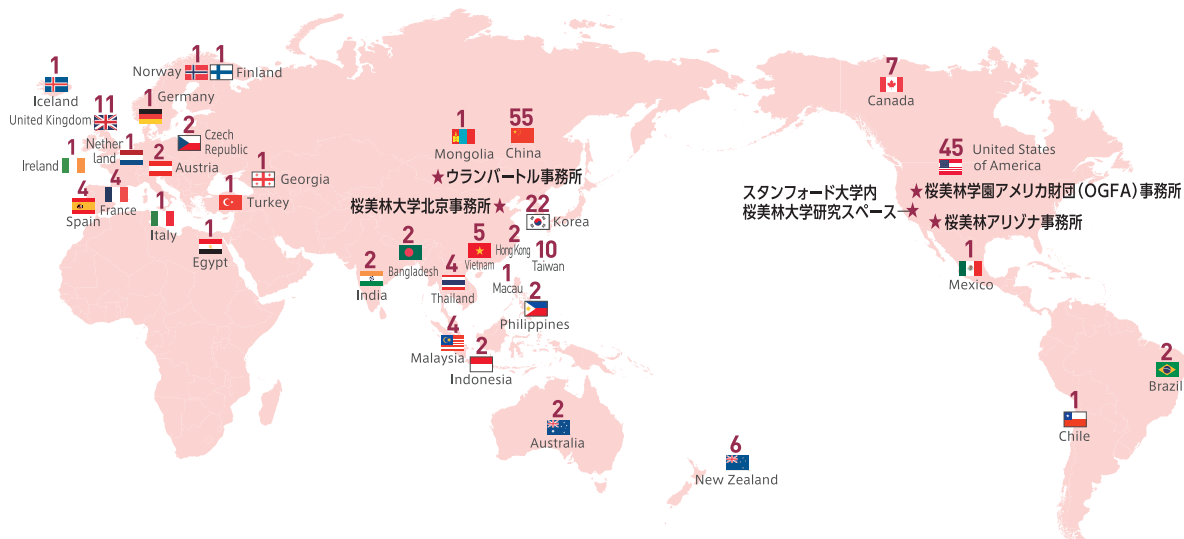 1
Iceland
1
Norway
1
Finland
11
United Kingdom
1
Germany
1
Ireland
1
Nether
land
2
Czech
Republic
2
Austria
4
Spain
4
France
1
Italy
1
Turkey
1
Georgia
1
Egypt
1
Mongolia
55
China
★ウランバートル事務所
桜美林大学北京事務所★
22
Korea
2
India
2
Bangladesh
5
Vietnam
2
Hong Kong
10
Taiwan
4
Thailand
1
Macau
2
Philippines
4
Malaysia
2
Indonesia
2
Australia
6
New Zealand
7
Canada
45
United States
of America
★桜美林学園アメリカ財団(OGFA)事務所
スタンフォード大学内
桜美林大学研究スペース★
★桜美林アリゾナ事務所
1
Mexico
2
Brazil
1
Chile